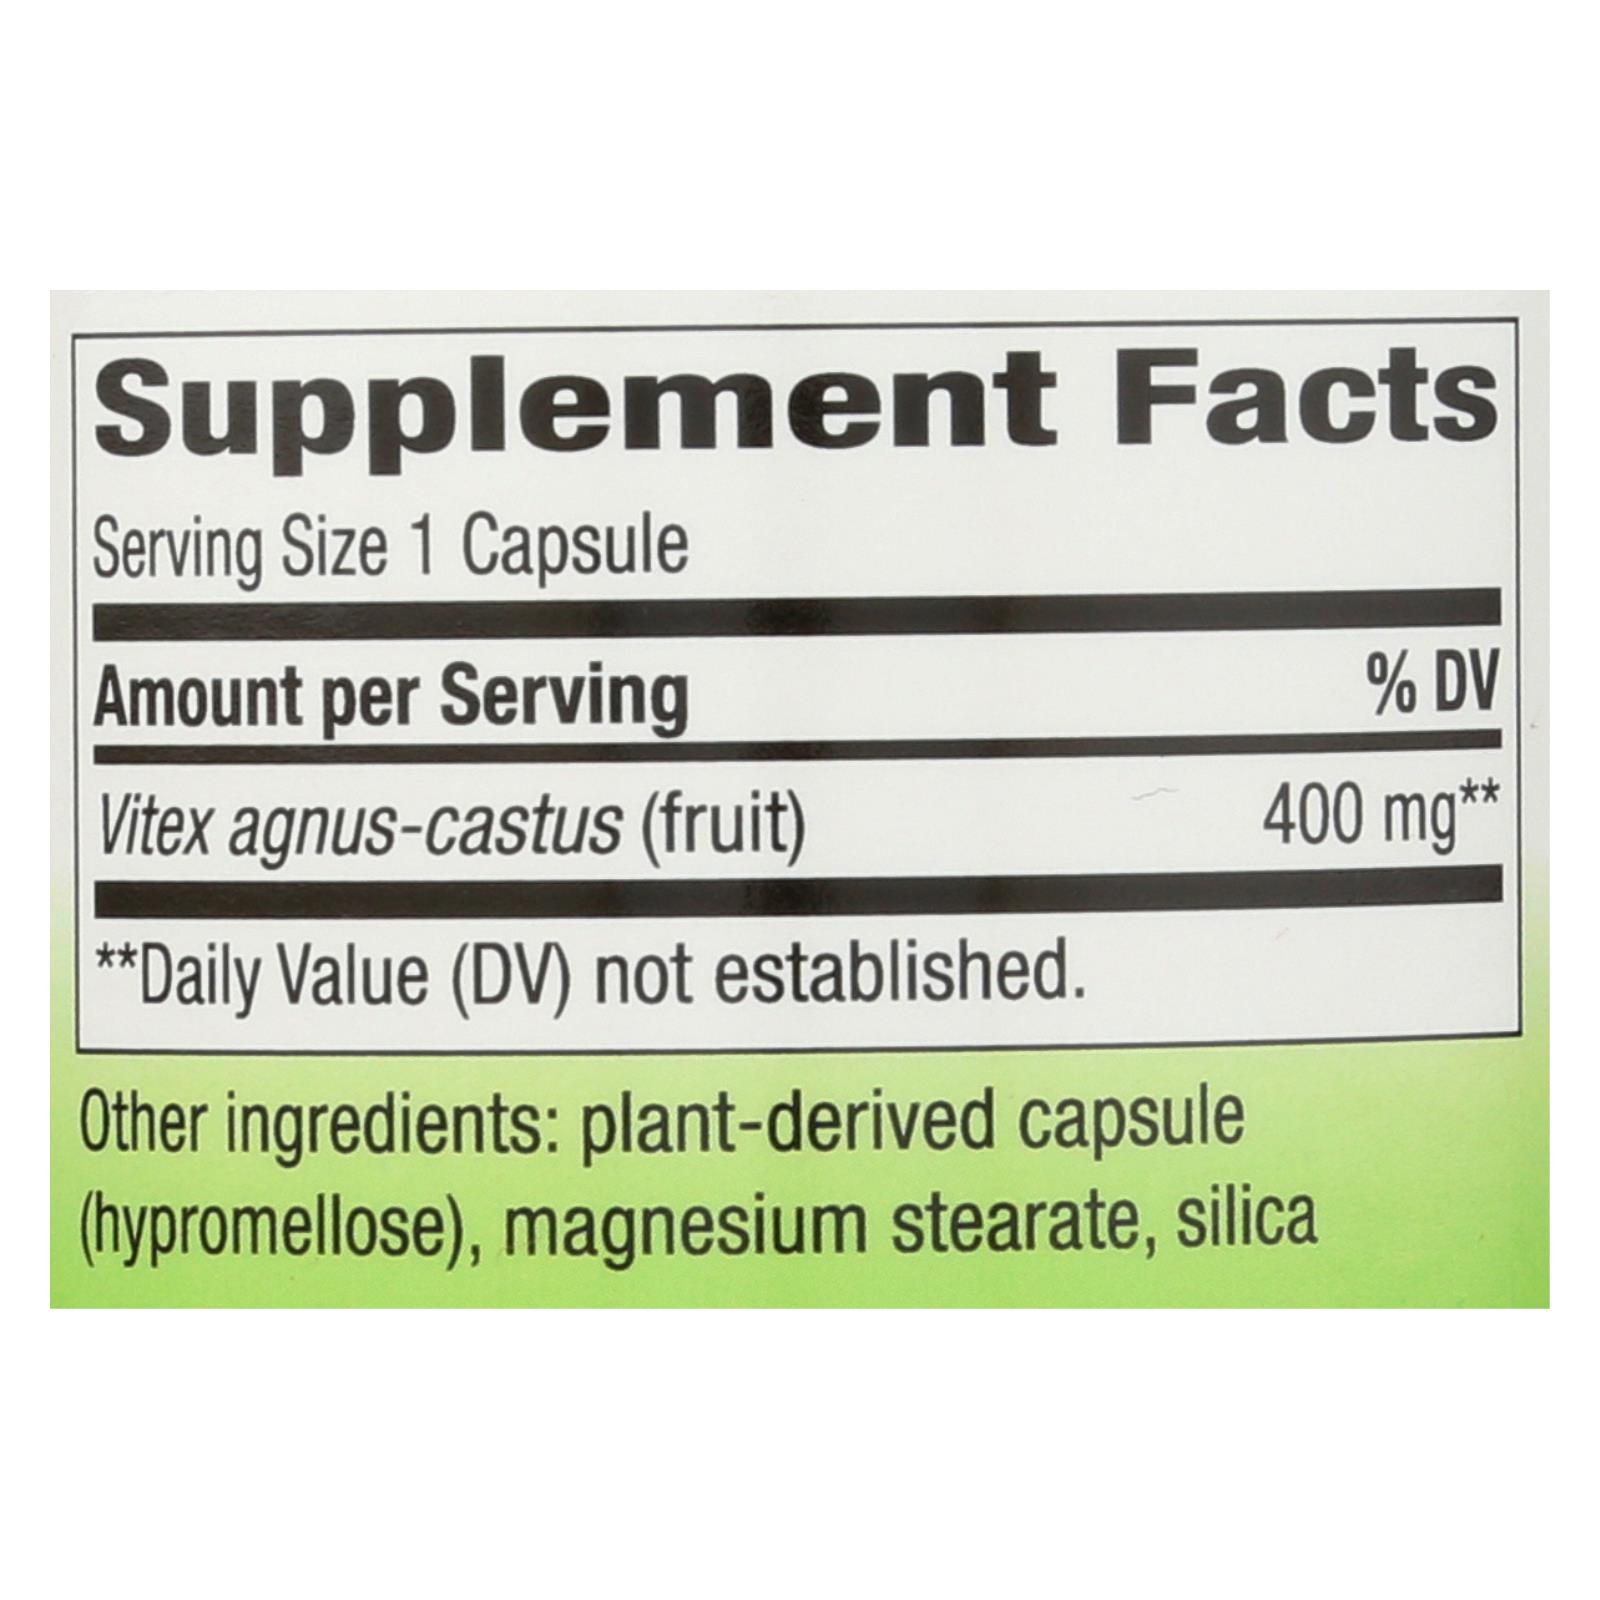 Supplement Facts
Serving Size 1 Capsule
Amount per Serving % DV
Vitex agnus-castus (fruit) 400 mg**
**Daily Value (DV) not established.
Other ingredients: plant-derived capsule
(hypromellose), magnesium stearate, silica